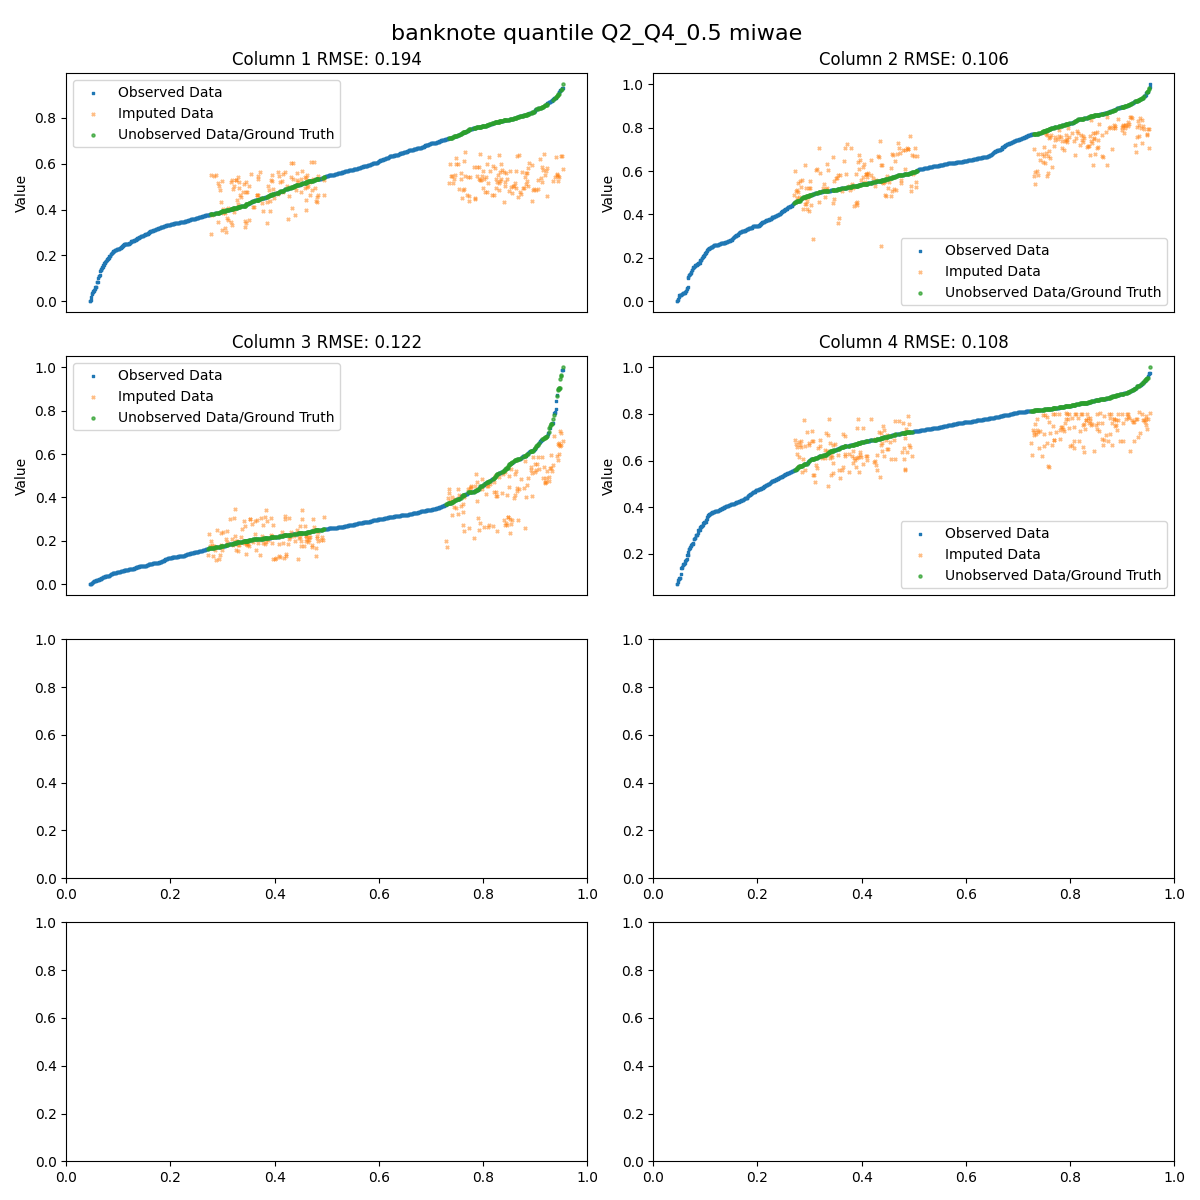 banknote quantile Q2_Q4_0.5 miwae
Column 1 RMSE: 0.194
Value
0.8
0.6
0.4
0.2
0.0
Observed Data
Imputed Data
Unobserved Data/Ground Truth
Column 2 RMSE: 0.106
Value
1.0
0.8
0.6
0.4
0.2
0.0
Observed Data
Imputed Data
Unobserved Data/Ground Truth
Column 3 RMSE: 0.122
Value
1.0
0.8
0.6
0.4
0.2
0.0
Observed Data
Imputed Data
Unobserved Data/Ground Truth
Column 4 RMSE: 0.108
Value
1.0
0.8
0.6
0.4
0.2
Observed Data
Imputed Data
Unobserved Data/Ground Truth
1.0
0.8
0.6
0.4
0.2
0.0
0.0 0.2 0.4 0.6 0.8 1.0
1.0
0.8
0.6
0.4
0.2
0.0
0.0 0.2 0.4 0.6 0.8 1.0
1.0
0.8
0.6
0.4
0.2
0.0
0.0 0.2 0.4 0.6 0.8 1.0
1.0
0.8
0.6
0.4
0.2
0.0
0.0 0.2 0.4 0.6 0.8 1.0